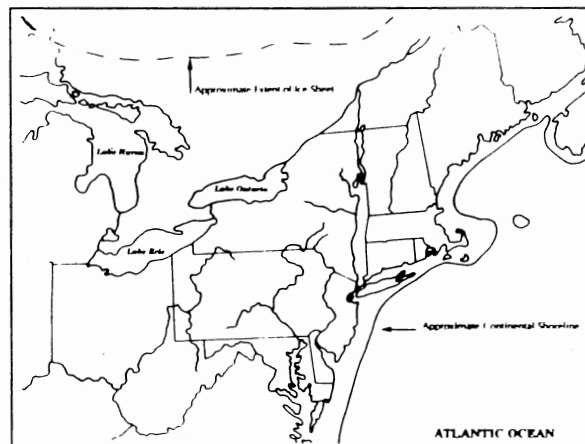 Approximate Extent of Ice Sheet
Lake Huron
Lake Ontario
Lake Erie
Approximate Continental Shoreline
ATLANTIC OCEAN